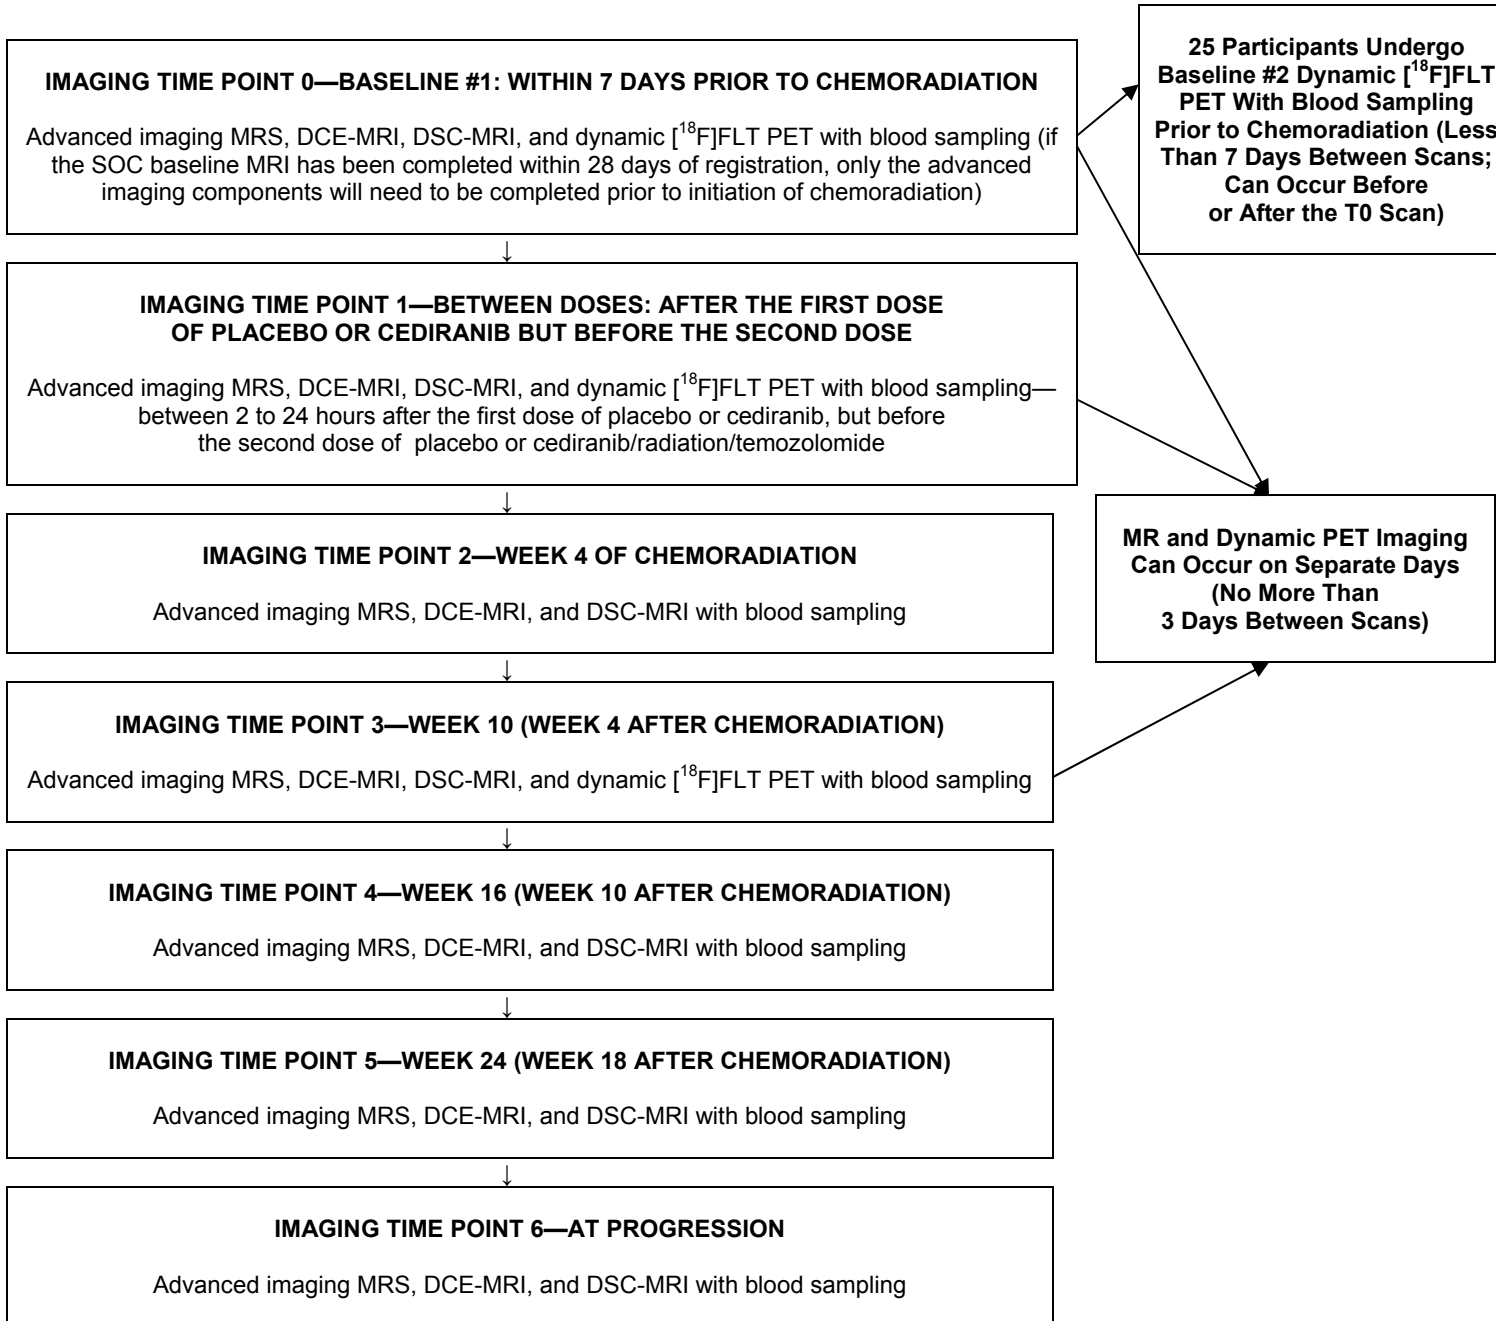 IMAGING TIME POINT 0—BASELINE #1: WITHIN 7 DAYS PRIOR TO CHEMORADIATION
Advanced imaging MRS, DCE-MRI, DSC-MRI, and dynamic [18F]FLT PET with blood sampling (if
the SOC baseline MRI has been completed within 28 days of registration, only the advanced
imaging components will need to be completed prior to initiation of chemoradiation)
25 Participants Undergo
Baseline #2 Dynamic [18F]FLT
PET With Blood Sampling
Prior to Chemoradiation (Less
Than 7 Days Between Scans;
Can Occur Before
or After the T0 Scan)
↓
IMAGING TIME POINT 1—BETWEEN DOSES: AFTER THE FIRST DOSE
OF PLACEBO OR CEDIRANIB BUT BEFORE THE SECOND DOSE
Advanced imaging MRS, DCE-MRI, DSC-MRI, and dynamic [18F]FLT PET with blood sampling—
between 2 to 24 hours after the first dose of placebo or cediranib, but before
the second dose of placebo or cediranib/radiation/temozolomide
↓
IMAGING TIME POINT 2—WEEK 4 OF CHEMORADIATION
Advanced imaging MRS, DCE-MRI, and DSC-MRI with blood sampling
MR and Dynamic PET Imaging
Can Occur on Separate Days
(No More Than
3 Days Between Scans)
↓
IMAGING TIME POINT 3—WEEK 10 (WEEK 4 AFTER CHEMORADIATION)
Advanced imaging MRS, DCE-MRI, DSC-MRI, and dynamic [18F]FLT PET with blood sampling
↓
IMAGING TIME POINT 4—WEEK 16 (WEEK 10 AFTER CHEMORADIATION)
Advanced imaging MRS, DCE-MRI, and DSC-MRI with blood sampling
↓
IMAGING TIME POINT 5—WEEK 24 (WEEK 18 AFTER CHEMORADIATION)
Advanced imaging MRS, DCE-MRI, and DSC-MRI with blood sampling
↓
IMAGING TIME POINT 6—AT PROGRESSION
Advanced imaging MRS, DCE-MRI, and DSC-MRI with blood sampling